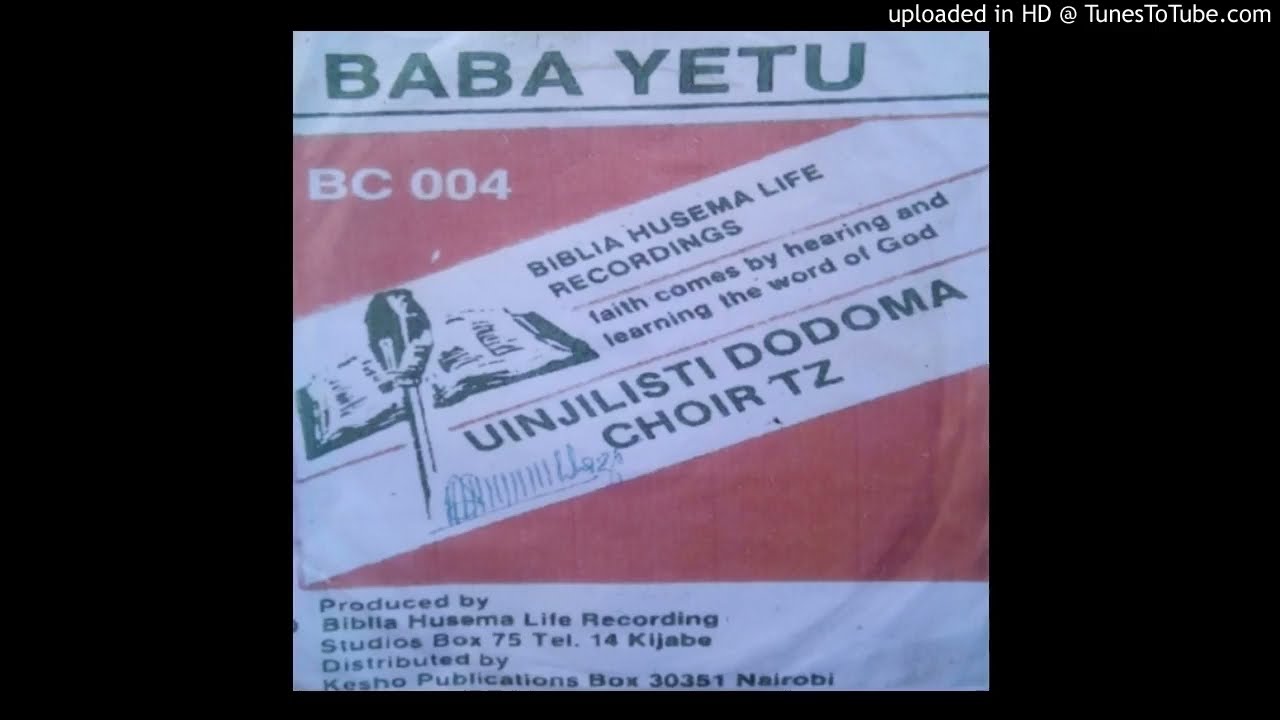 uploaded in HD @ TunesToTube.com
BABA YETU
BC 004
BIBLIA HUSEMA LIFE
RECORDINGS
faith comes by hearing and
learning the word of God
UINJILISTI DODOMA
CHOIR TZ
Produced by
Biblia Husema Life Recording
Studios Box 75 Tel. 14 Kijabe
Distributed by
Kesho Publications Box 30351 Nairobi